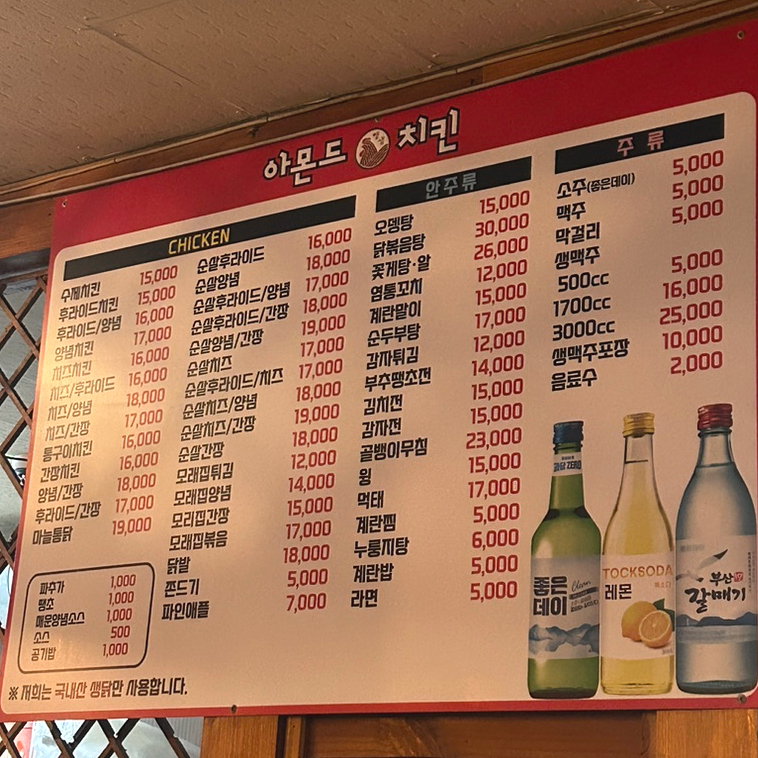 아몬드 치킨
CHICKEN
수제치킨 15,000
후라이드치킨 15,000
후라이드/양념 16,000
양념치킨 17,000
치즈치킨 16,000
치즈/후라이드 16,000
치즈/양념 18,000
치즈/간장 17,000
통구이치킨 16,000
간장치킨 16,000
양념/간장 18,000
후라이드/간장 17,000
마늘통닭 19,000
파추가 1,000
땡초 1,000
매운양념소스 1,000
소스 500
공기밥 1,000
순살후라이드 16,000
순살양념 18,000
순살후라이드/양념 17,000
순살후라이드/간장 18,000
순살양념/간장 19,000
순살치즈 17,000
순살후라이드/치즈 17,000
순살치즈/양념 18,000
순살치즈/간장 19,000
순살간장 18,000
모래집튀김 12,000
모래집양념 14,000
모리집간장 15,000
모래집볶음 17,000
닭발 18,000
쫀드기 5,000
파인애플 7,000
안주류
오뎅탕 15,000
닭볶음탕 30,000
꽃게탕·알 26,000
염통꼬치 12,000
계란말이 15,000
순두부탕 17,000
감자튀김 12,000
부추땡초전 14,000
김치전 15,000
감자전 15,000
골뱅이무침 23,000
윙 15,000
먹태 17,000
계란찜 5,000
누룽지탕 6,000
계란밥 5,000
라면 5,000
주류
소주(좋은데이) 5,000
맥주 5,000
막걸리 5,000
생맥주
500cc 5,000
1700cc 16,000
3000cc 25,000
생맥주포장 10,000
음료수 2,000
좋은
데이
TOCKSODA
레몬
부산
갈매기
※ 저희는 국내산 생닭만 사용합니다.